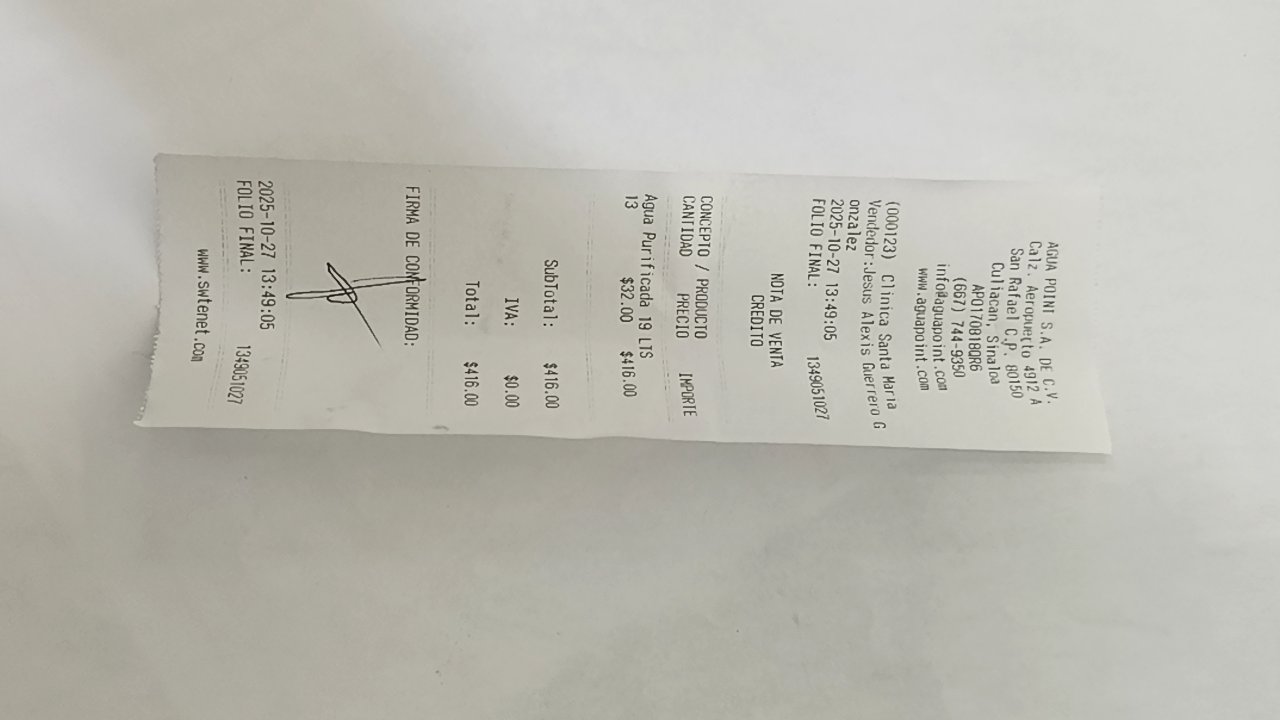 AGUA POINT S.A. DE C.V.
Calz. Aeropuerto 4912 A
San Rafael C.P. 80150
Culiacan, Sinaloa
APO170818QR6
(667) 744-9350
info@aguapoint.com
www.aguapoint.com
(000123) Clinica Santa Maria
Vendedor:Jesus Alexis Guerrero G
onzalez
2025-10-27 13:49:05
FOLIO FINAL: 1349051027
NOTA DE VENTA
CREDITO
CONCEPTO / PRODUCTO
CANTIDAD PRECIO IMPORTE
Agua Purificada 19 LTS
13 $32.00 $416.00
SubTotal: $416.00
IVA: $0.00
Total: $416.00
FIRMA DE CONFORMIDAD:
2025-10-27 13:49:05
FOLIO FINAL: 1349051027
www.swtenet.com